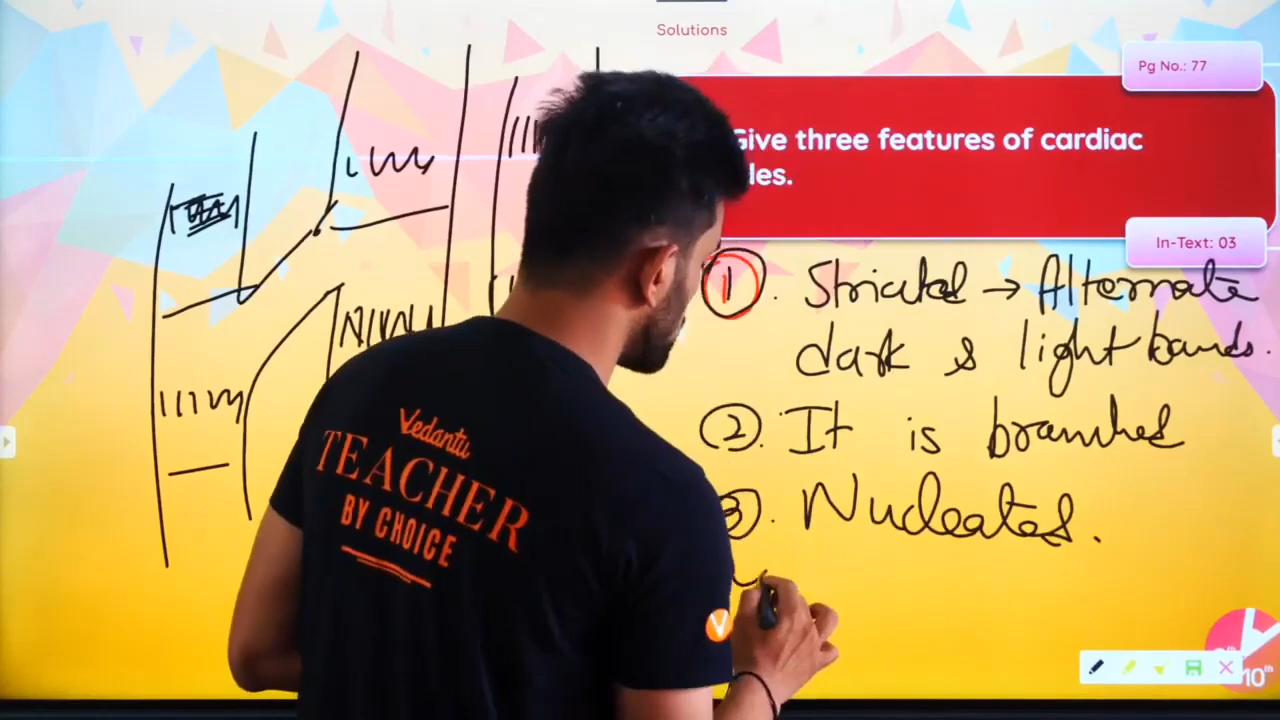 Solutions
Pg No.: 77
Give three features of cardiac
les.
In-Text: 03
1. Striated → Alternate
dark & light bands.
2. It is branched
3. Nucleated.
Vedantu
TEACHER
BY CHOICE
V
10th